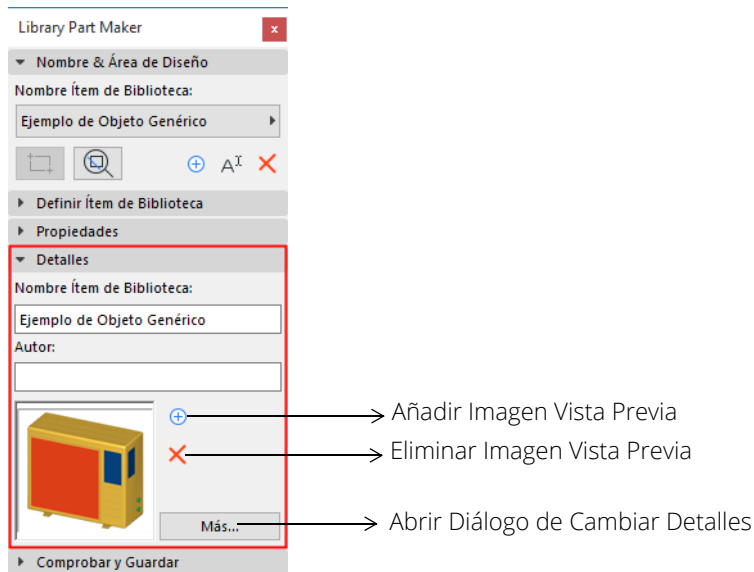 Library Part Maker
x
Nombre & Área de Diseño
Nombre Ítem de Biblioteca:
Ejemplo de Objeto Genérico
A
Definir Ítem de Biblioteca
Propiedades
Detalles
Nombre Ítem de Biblioteca:
Ejemplo de Objeto Genérico
Autor:
Añadir Imagen Vista Previa
Eliminar Imagen Vista Previa
Más... Abrir Diálogo de Cambiar Detalles
Comprobar y Guardar